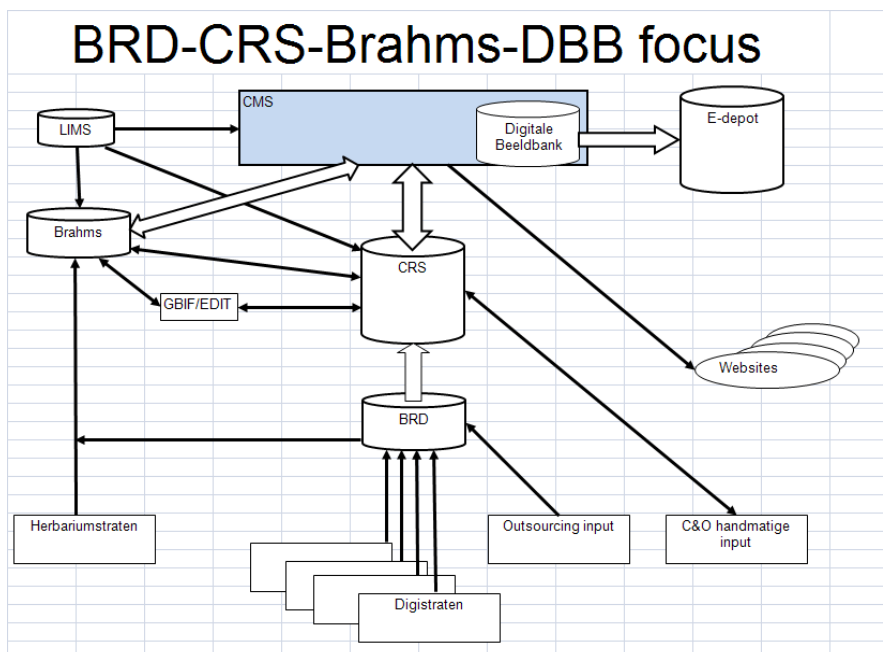 BRD-CRS-Brahms-DBB focus
CMS
LIMS
Digitale
Beeldbank
E-depot
Brahms
CRS
GBIF/EDIT
Websites
BRD
Herbariumstraten
Outsourcing input
C&O handmatige
input
Digistraten